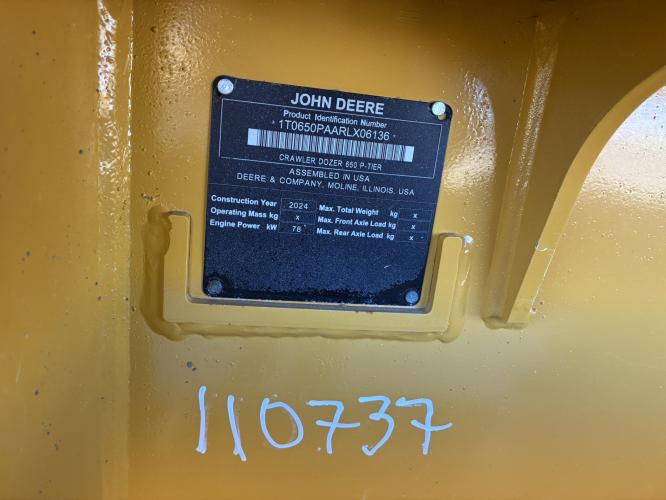 JOHN DEERE
Product Identification Number
* 1T0650PAARLX06136 *
CRAWLER DOZER 650 P-TIER
ASSEMBLED IN USA
DEERE & COMPANY, MOLINE, ILLINOIS, USA
Construction Year 2024 Max. Total Weight kg x
Operating Mass kg x Max. Front Axle Load kg x
Engine Power kW 78 Max. Rear Axle Load kg x
110737